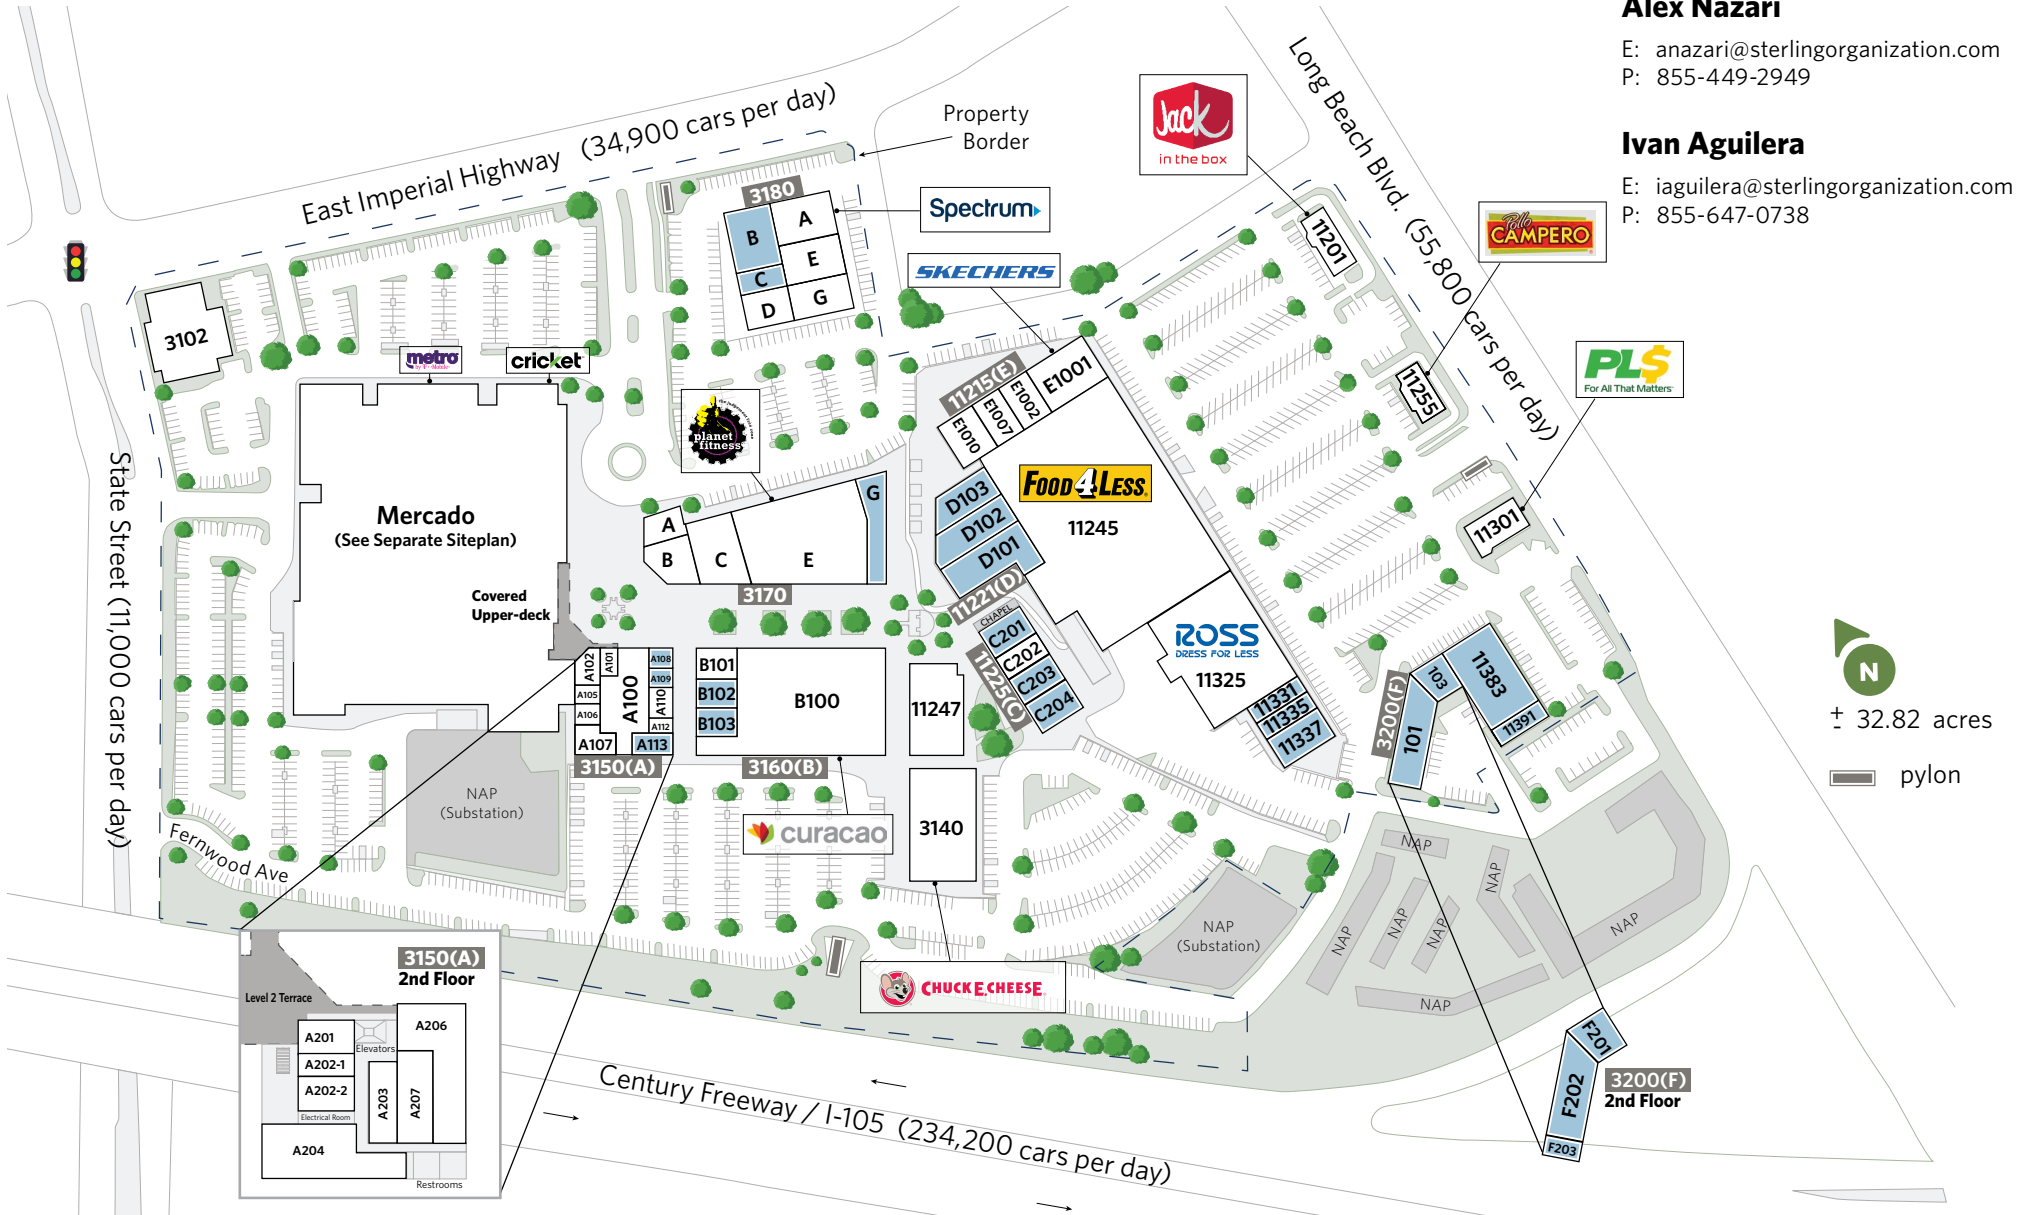 Alex Nazari
E: anazari@sterlingorganization.com
P: 855-449-2949
Ivan Aguilera
E: iaguilera@sterlingorganization.com
P: 855-647-0738
East Imperial Highway (34,900 cars per day)
Property
Border
Long Beach Blvd. (55,800 cars per day)
State Street (11,000 cars per day)
Fernwood Ave
Century Freeway / I-105 (234,200 cars per day)
Jack
in the box
11201
Pollo
CAMPERO
11255
PLS
For All That Matters
11301
Spectrum
SKECHERS
3180
A
B
C
D
E
G
3102
metro
by T-Mobile
cricket
Mercado
(See Separate Siteplan)
Covered
Upper-deck
planet
fitness
A
B
C
E
G
3170
11215(E)
E1001
E1002
E1007
E1010
FOOD 4 LESS
11245
D103
D102
D101
11221(D)
CHAPEL
C201
C202
C203
C204
11225(C)
ROSS
DRESS FOR LESS
11325
11331
11335
11337
3200(F)
101
103
11383
11391
A102
A101
A105
A106
A107
A100
A108
A109
A110
A112
A113
3150(A)
B101
B102
B103
B100
3160(B)
curacao
11247
3140
CHUCK E. CHEESE
NAP
(Substation)
NAP
(Substation)
NAP
NAP
NAP
NAP
NAP
NAP
NAP
3150(A)
2nd Floor
Level 2 Terrace
A201
Elevators
A206
A202-1
A202-2
A203
A207
Electrical Room
A204
Restrooms
F201
F202
F203
3200(F)
2nd Floor
N
± 32.82 acres
pylon